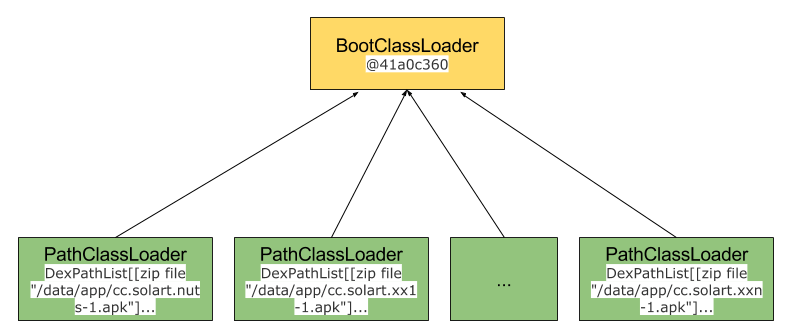 BootClassLoader
@41a0c360
PathClassLoader
DexPathList[[zip file
"/data/app/cc.solart.nut
s-1.apk"]...
PathClassLoader
DexPathList[[zip file
"/data/app/cc.solart.xx1
-1.apk"]...
...
PathClassLoader
DexPathList[[zip file
"/data/app/cc.solart.xxn
-1.apk"]...